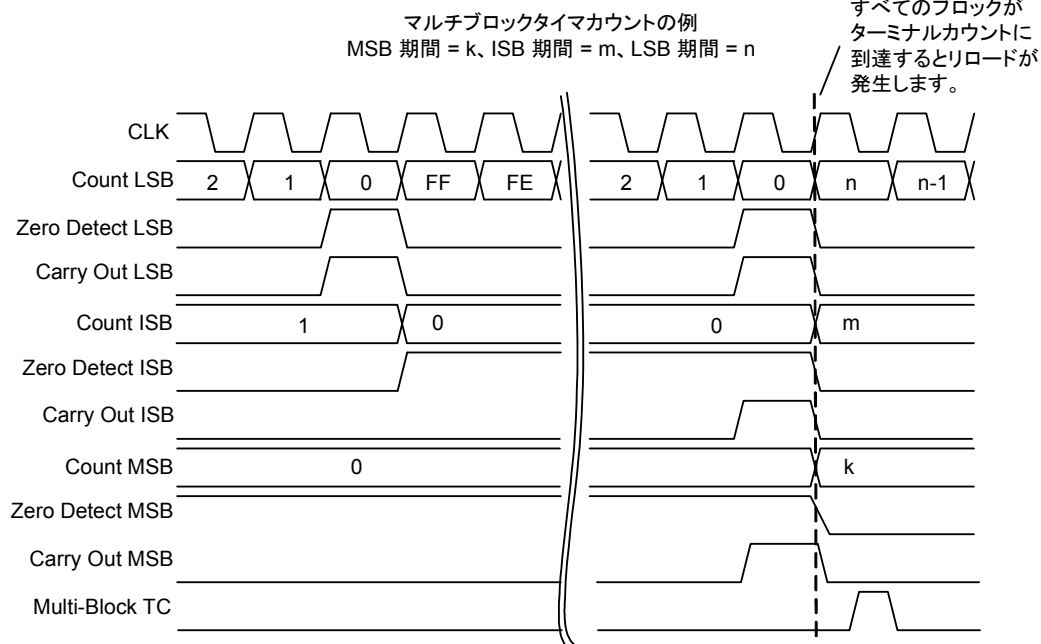 マルチブロックタイマカウントの例
MSB 期間 = k、ISB 期間 = m、LSB 期間 = n
すべてのブロックが
ターミナルカウントに
到達するとリロードが
発生します。
CLK
Count LSB 2 1 0 FF FE 2 1 0 n n-1
Zero Detect LSB
Carry Out LSB
Count ISB 1 0 0 m
Zero Detect ISB
Carry Out ISB
Count MSB 0 k
Zero Detect MSB
Carry Out MSB
Multi-Block TC